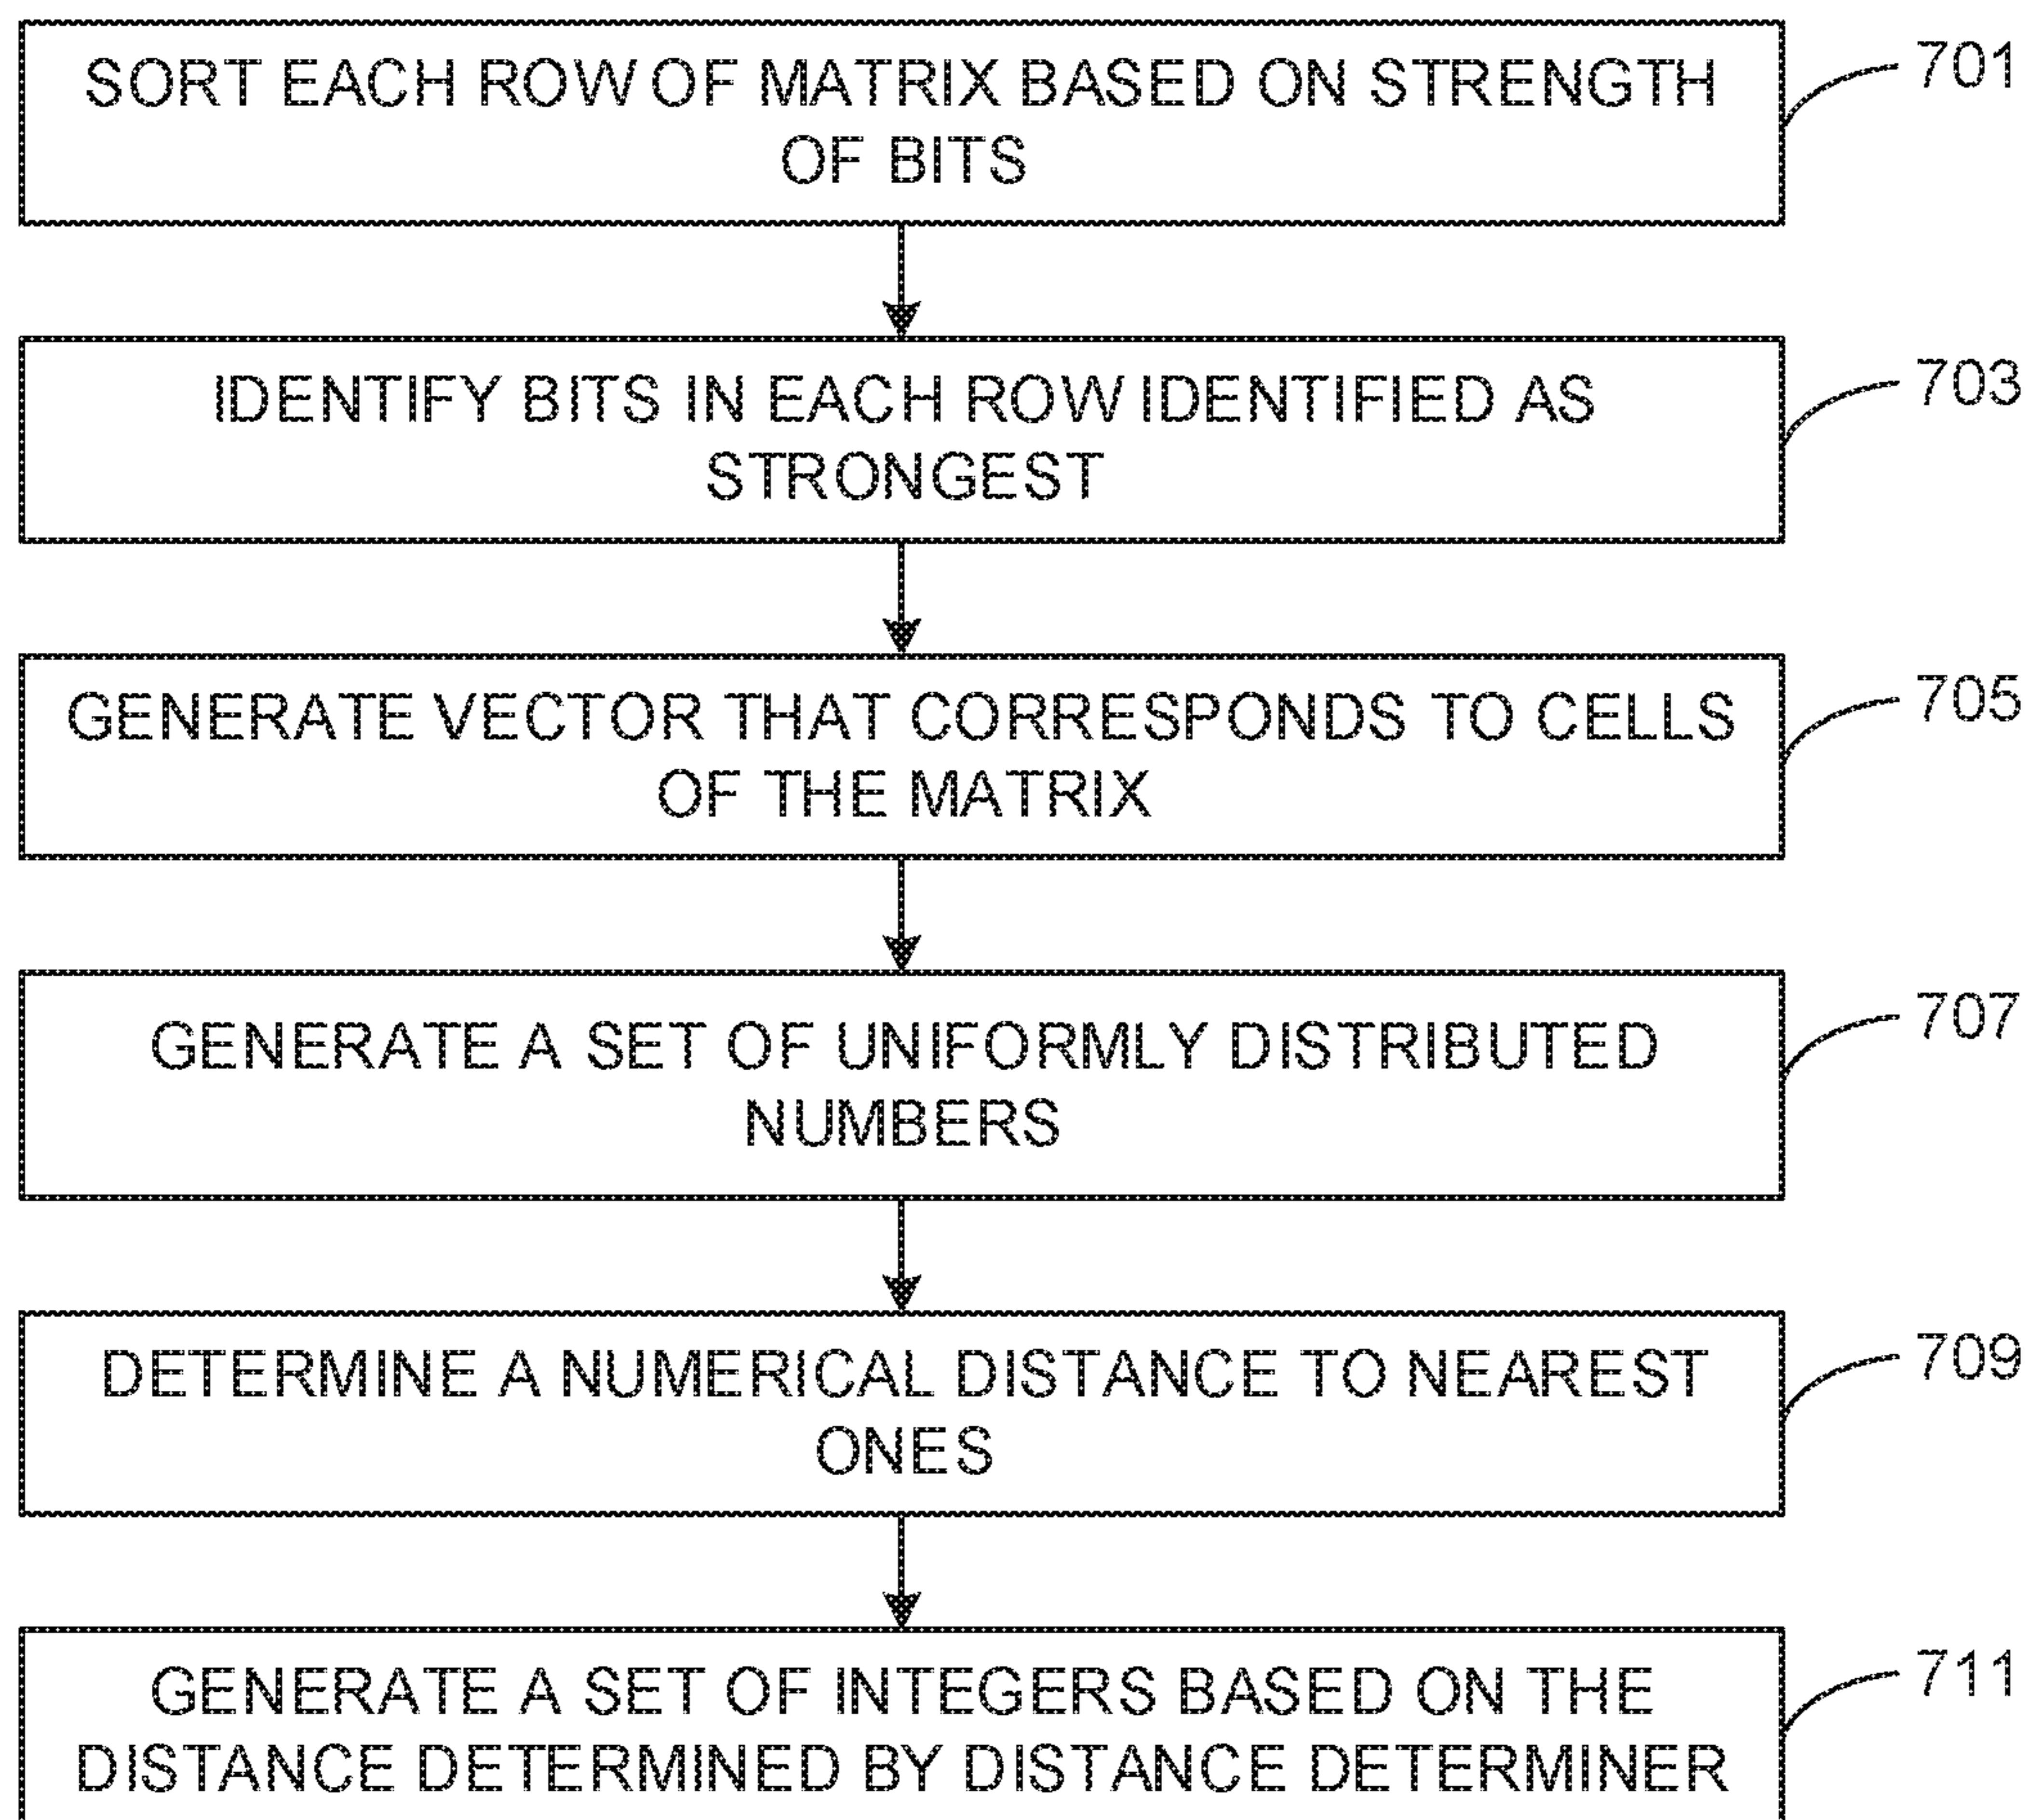 SORT EACH ROW OF MATRIX BASED ON STRENGTH
OF BITS
701
IDENTIFY BITS IN EACH ROW IDENTIFIED AS
STRONGEST
703
GENERATE VECTOR THAT CORRESPONDS TO CELLS
OF THE MATRIX
705
GENERATE A SET OF UNIFORMLY DISTRIBUTED
NUMBERS
707
DETERMINE A NUMERICAL DISTANCE TO NEAREST
ONES
709
GENERATE A SET OF INTEGERS BASED ON THE
DISTANCE DETERMINED BY DISTANCE DETERMINER
711